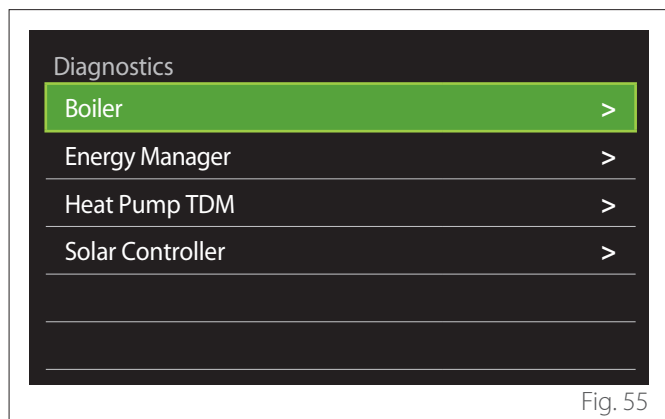 Diagnostics
Boiler >
Energy Manager >
Heat Pump TDM >
Solar Controller >
Fig. 55